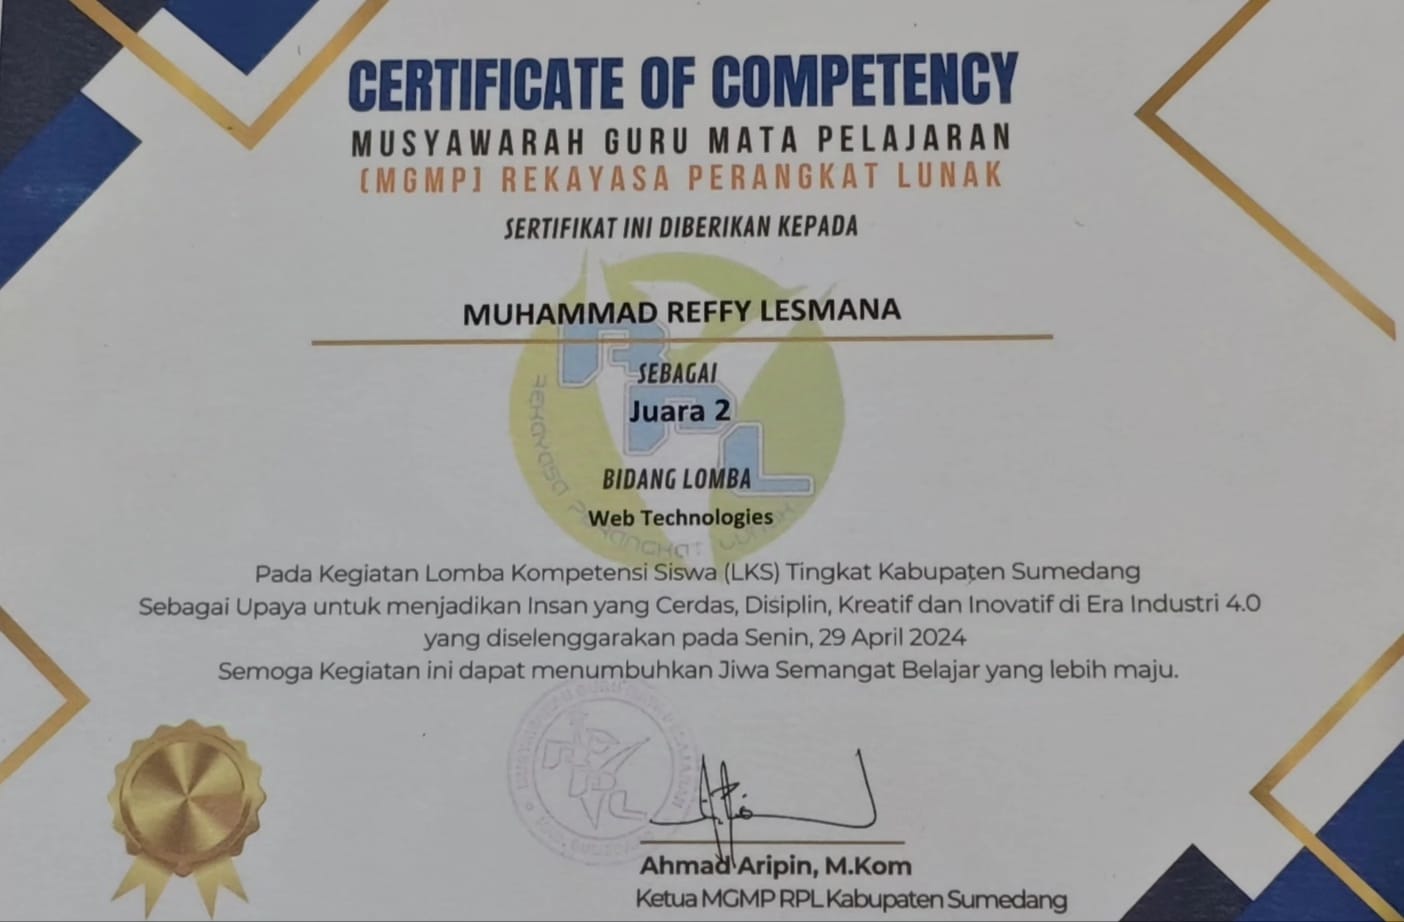 CERTIFICATE OF COMPETENCY
MUSYAWARAH GURU MATA PELAJARAN
(MGMP) REKAYASA PERANGKAT LUNAK
SERTIFIKAT INI DIBERIKAN KEPADA
MUHAMMAD REFFY LESMANA
SEBAGAI
Juara 2
BIDANG LOMBA
Web Technologies
RPL
REKAYASA PERANGKAT LUNAK
Pada Kegiatan Lomba Kompetensi Siswa (LKS) Tingkat Kabupaten Sumedang
Sebagai Upaya untuk menjadikan Insan yang Cerdas, Disiplin, Kreatif dan Inovatif di Era Industri 4.0
yang diselenggarakan pada Senin, 29 April 2024
Semoga Kegiatan ini dapat menumbuhkan Jiwa Semangat Belajar yang lebih maju.
Ahmad Aripin, M.Kom
Ketua MGMP RPL Kabupaten Sumedang